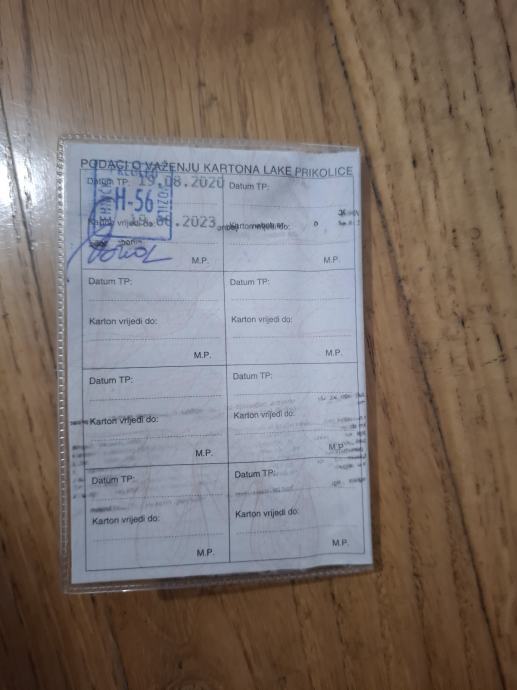 PODACI O VAŽENJU KARTONA LAKE PRIKOLICE
Datum TP: 19.08.2020
H-56
Karton vrijedi do: 19.08.2023
M.P.
Datum TP:
Karton vrijedi do:
M.P.
Datum TP:
Karton vrijedi do:
M.P.
Datum TP:
Karton vrijedi do:
M.P.
Datum TP:
Karton vrijedi do:
M.P.
Datum TP:
Karton vrijedi do:
M.P.
Datum TP:
Karton vrijedi do:
M.P.
Datum TP:
Karton vrijedi do:
M.P.